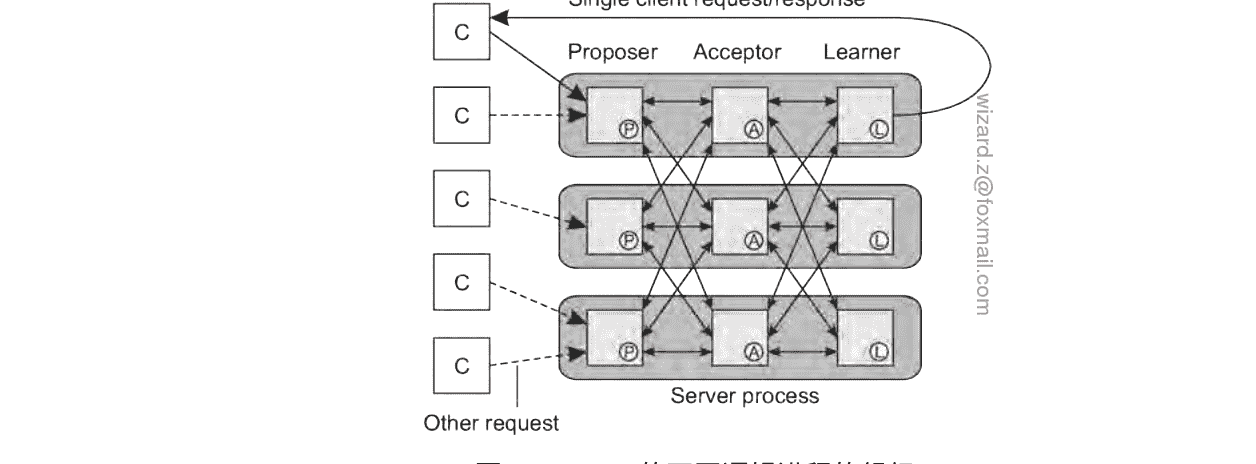 Single client request/response
C
Proposer Acceptor Learner
C
P A L
C
P A L
C
P A L
C
Server process
Other request
wizard.z@foxmail.com